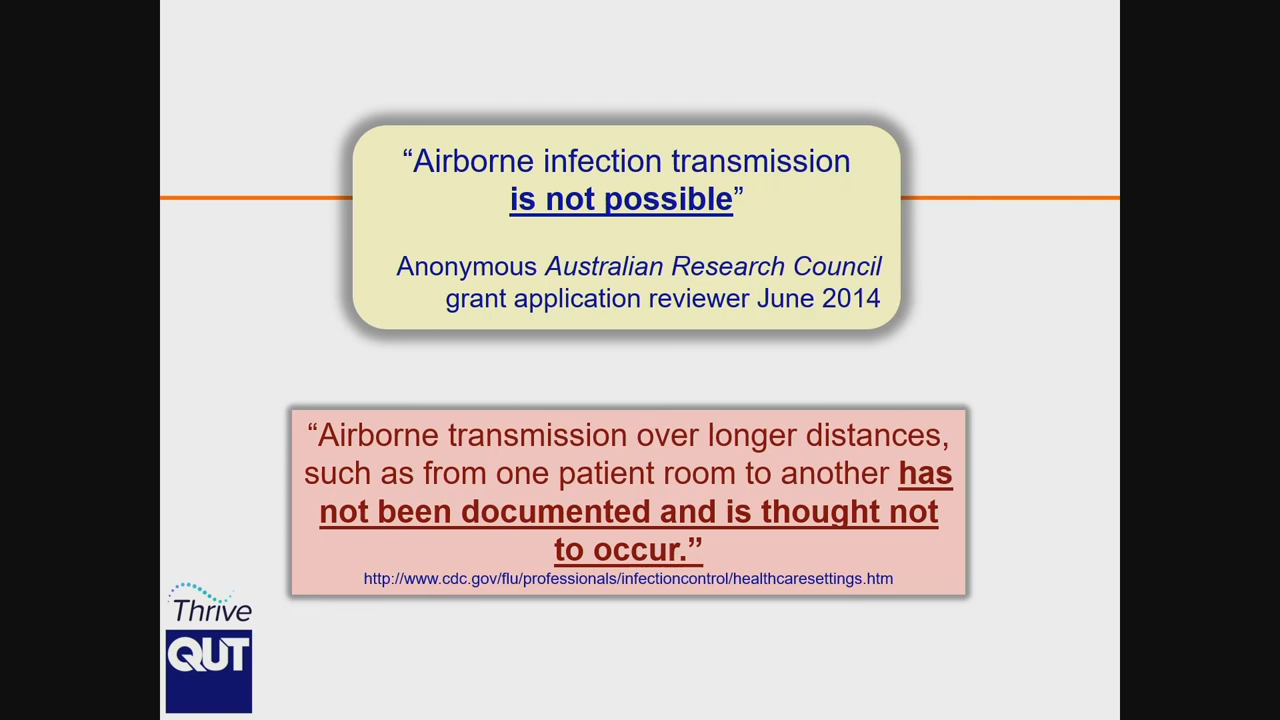 “Airborne infection transmission
is not possible”
Anonymous Australian Research Council
grant application reviewer June 2014
“Airborne transmission over longer distances,
such as from one patient room to another has
not been documented and is thought not
to occur.”
http://www.cdc.gov/flu/professionals/infectioncontrol/healthcaresettings.htm
Thrive
QUT